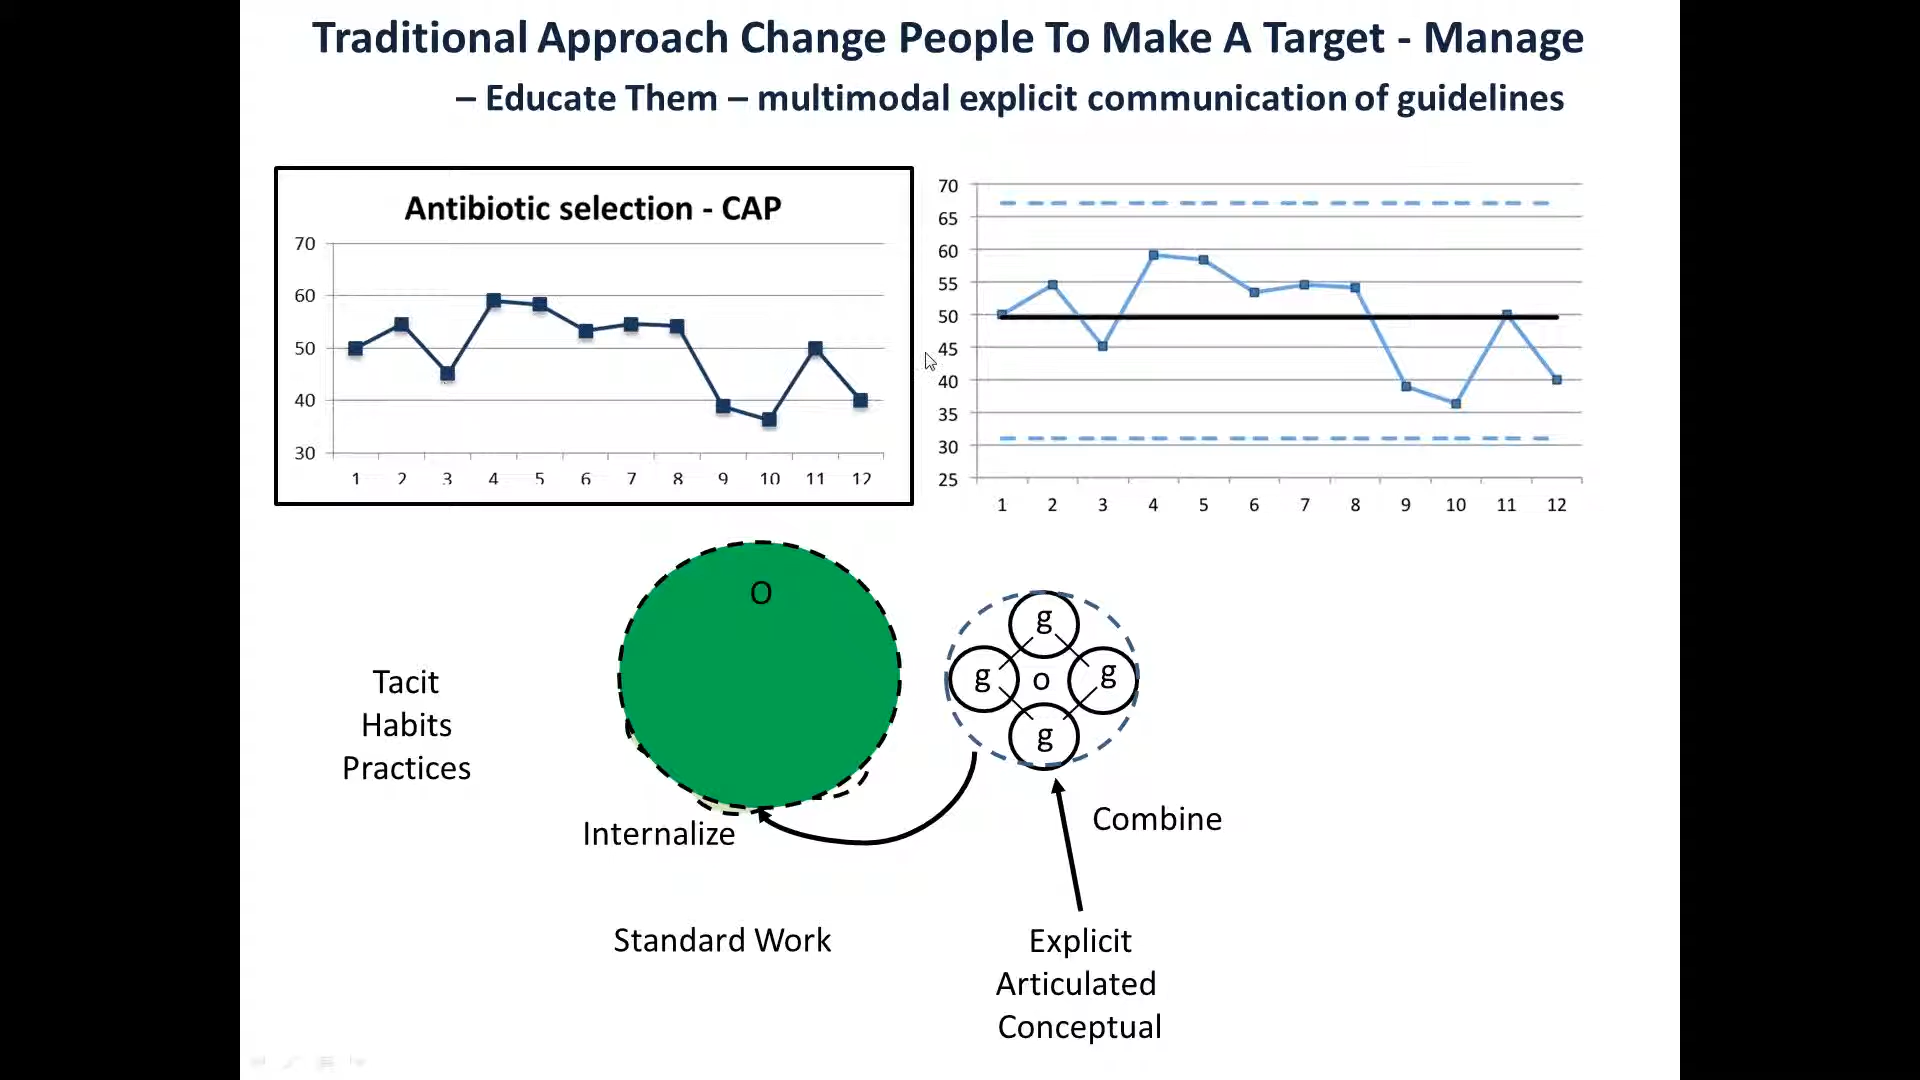 Traditional Approach Change People To Make A Target - Manage
– Educate Them – multimodal explicit communication of guidelines
Antibiotic selection - CAP
70
60
50
40
30
1 2 3 4 5 6 7 8 9 10 11 12
70
65
60
55
50
45
40
35
30
25
1 2 3 4 5 6 7 8 9 10 11 12
O
g
g o g
g
Tacit
Habits
Practices
Internalize
Combine
Standard Work
Explicit
Articulated
Conceptual